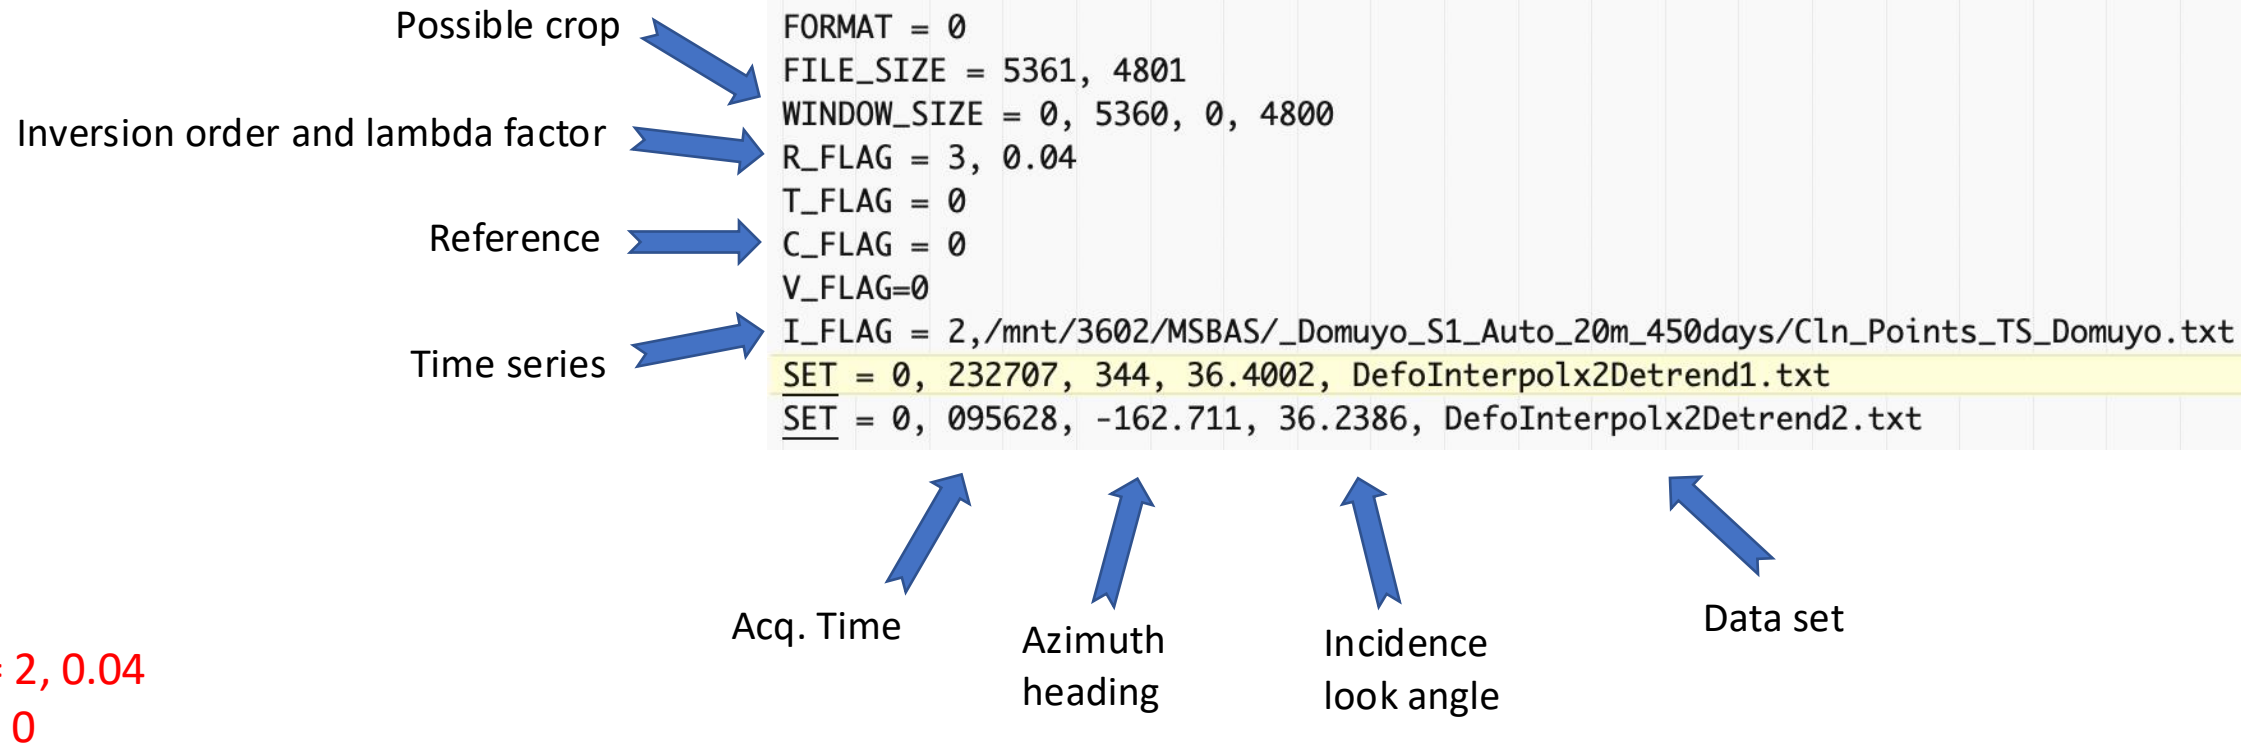 Possible crop
Inversion order and lambda factor
Reference
Time series
FORMAT = 0
FILE_SIZE = 5361, 4801
WINDOW_SIZE = 0, 5360, 0, 4800
R_FLAG = 3, 0.04
T_FLAG = 0
C_FLAG = 0
V_FLAG=0
I_FLAG = 2,/mnt/3602/MSBAS/_Domuyo_S1_Auto_20m_450days/Cln_Points_TS_Domuyo.txt
SET = 0, 232707, 344, 36.4002, DefoInterpolx2Detrend1.txt
SET = 0, 095628, -162.711, 36.2386, DefoInterpolx2Detrend2.txt
Acq. Time
Azimuth
heading
Incidence
look angle
Data set
= 2, 0.04
0